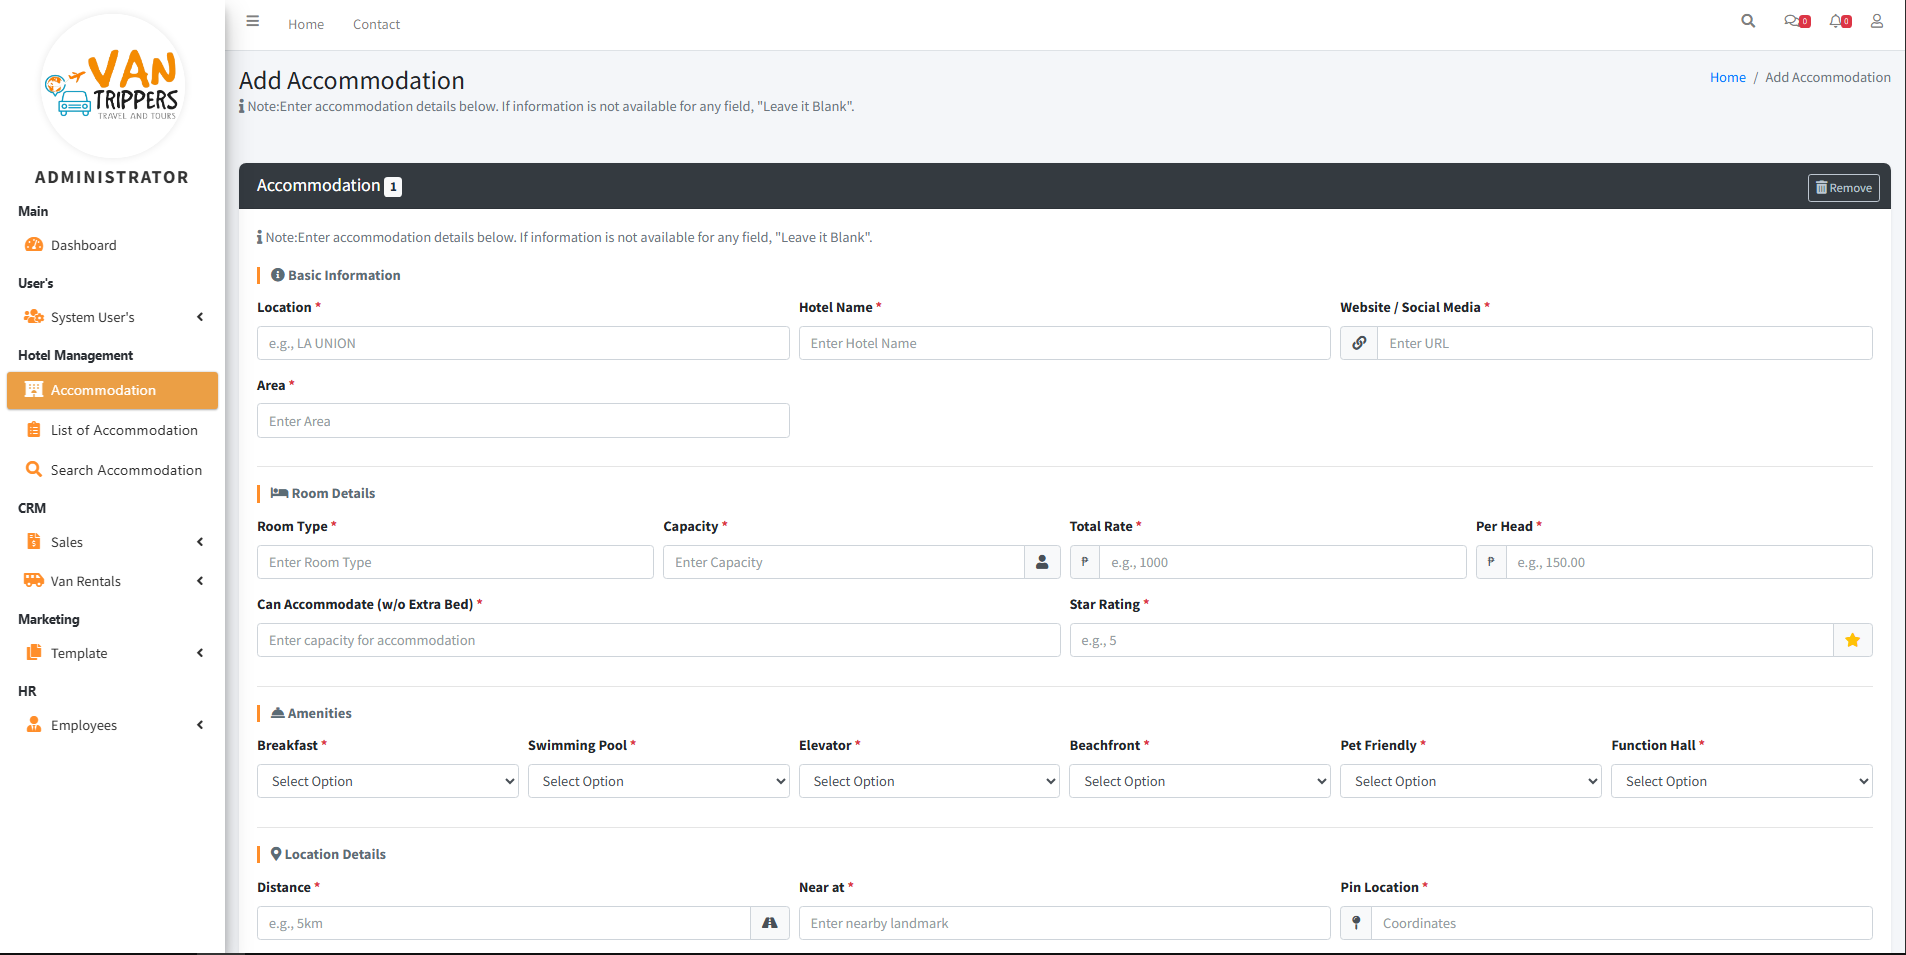 VAN
TRIPPERS
TRAVEL AND TOURS
ADMINISTRATOR
Main
Dashboard
User's
System User's
Hotel Management
Accommodation
List of Accommodation
Search Accommodation
CRM
Sales
Van Rentals
Marketing
Template
HR
Employees
Home Contact
0 0
Add Accommodation
Home / Add Accommodation
Note:Enter accommodation details below. If information is not available for any field, "Leave it Blank".
Accommodation 1
Remove
Note:Enter accommodation details below. If information is not available for any field, "Leave it Blank".
Basic Information
Location * Hotel Name * Website / Social Media *
e.g., LA UNION Enter Hotel Name Enter URL
Area *
Enter Area
Room Details
Room Type * Capacity * Total Rate * Per Head *
Enter Room Type Enter Capacity ₱ e.g., 1000 ₱ e.g., 150.00
Can Accommodate (w/o Extra Bed) * Star Rating *
Enter capacity for accommodation e.g., 5
Amenities
Breakfast * Swimming Pool * Elevator * Beachfront * Pet Friendly * Function Hall *
Select Option Select Option Select Option Select Option Select Option Select Option
Location Details
Distance * Near at * Pin Location *
e.g., 5km Enter nearby landmark Coordinates